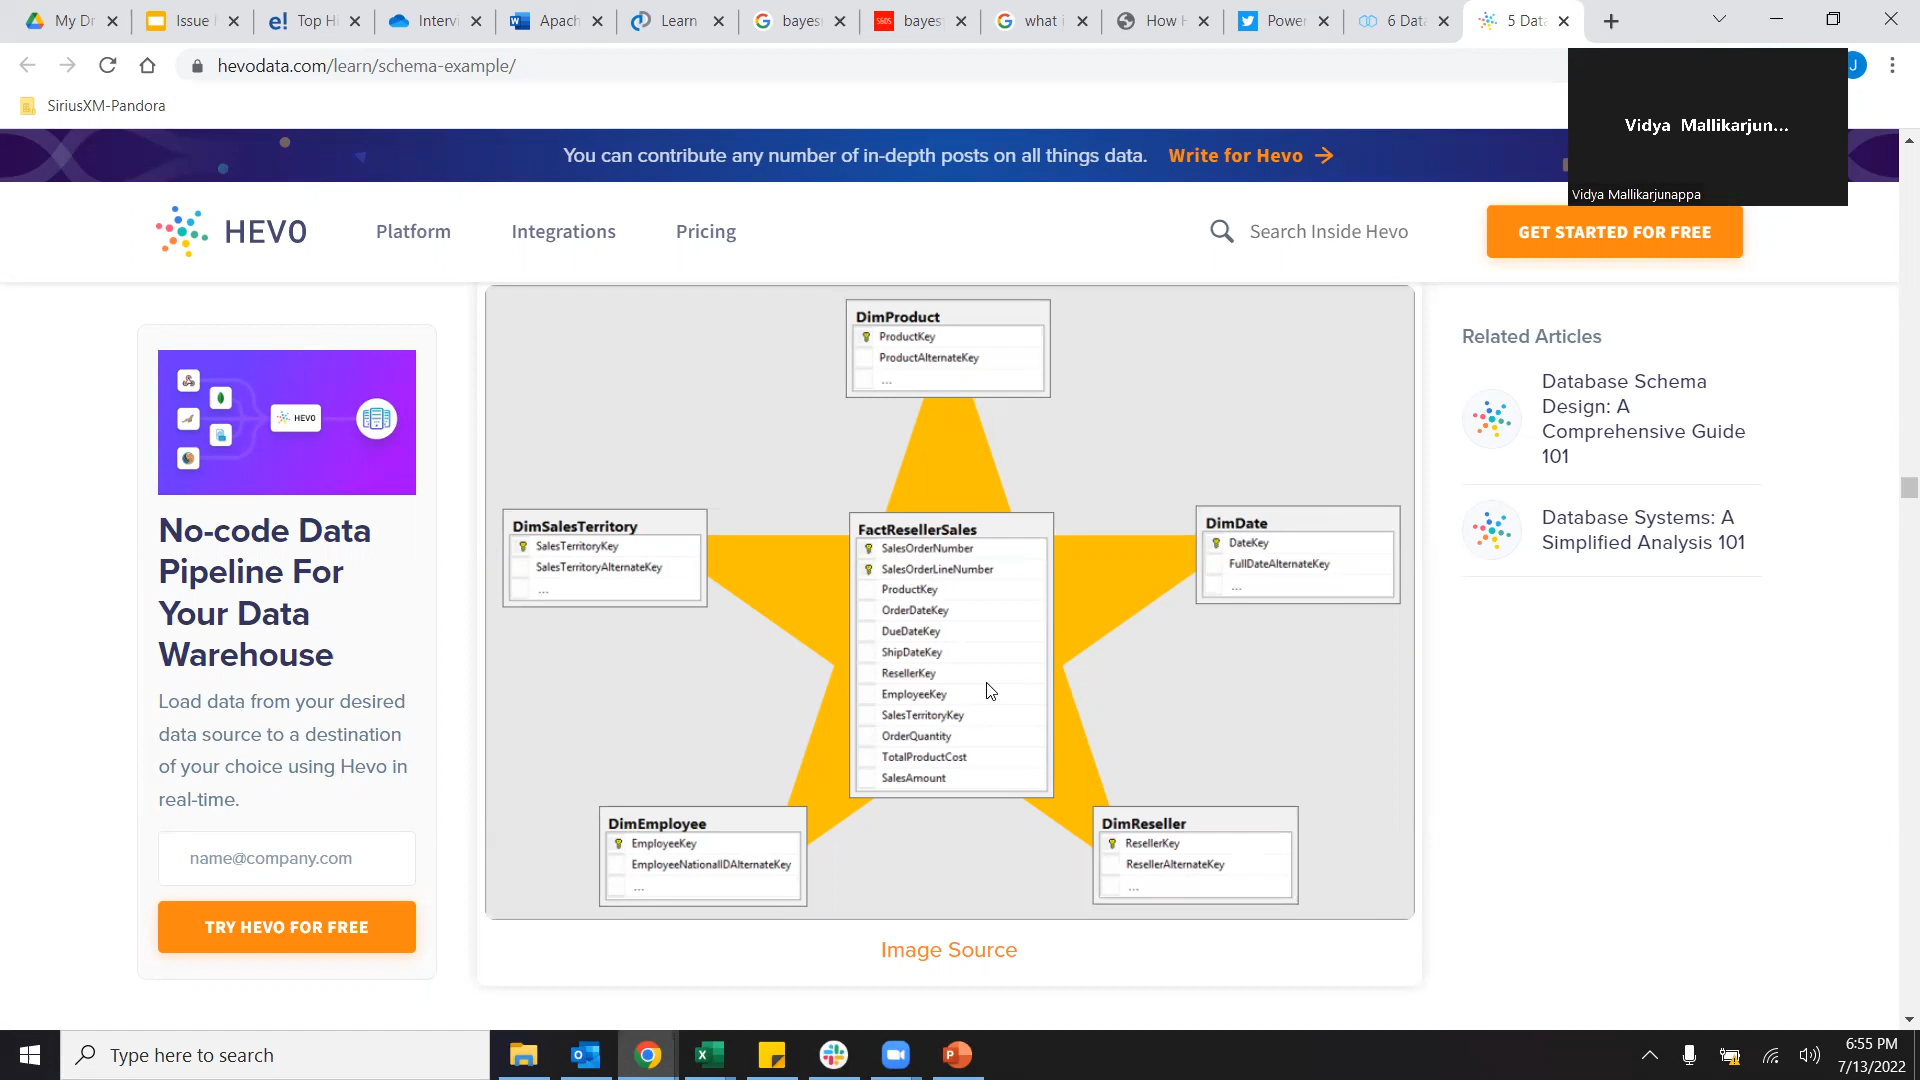 My Dr
Issue
Top Hi
Intervi
Apach
Learn
bayes
bayes
what i
How H
Power
6 Data
5 Data
hevodata.com/learn/schema-example/
J
SiriusXM-Pandora
Vidya Mallikarjun...
Vidya Mallikarjunappa
You can contribute any number of in-depth posts on all things data. Write for Hevo →
HEVO
Platform
Integrations
Pricing
Search Inside Hevo
GET STARTED FOR FREE
HEVO
No-code Data
Pipeline For
Your Data
Warehouse
Load data from your desired
data source to a destination
of your choice using Hevo in
real-time.
name@company.com
TRY HEVO FOR FREE
DimProduct
ProductKey
ProductAlternateKey
...
DimSalesTerritory
SalesTerritoryKey
SalesTerritoryAlternateKey
...
FactResellerSales
SalesOrderNumber
SalesOrderLineNumber
ProductKey
OrderDateKey
DueDateKey
ShipDateKey
ResellerKey
EmployeeKey
SalesTerritoryKey
OrderQuantity
TotalProductCost
SalesAmount
DimDate
DateKey
FullDateAlternateKey
...
DimEmployee
EmployeeKey
EmployeeNationalIDAlternateKey
...
DimReseller
ResellerKey
ResellerAlternateKey
...
Image Source
Related Articles
Database Schema
Design: A
Comprehensive Guide
101
Database Systems: A
Simplified Analysis 101
Type here to search
6:55 PM
7/13/2022